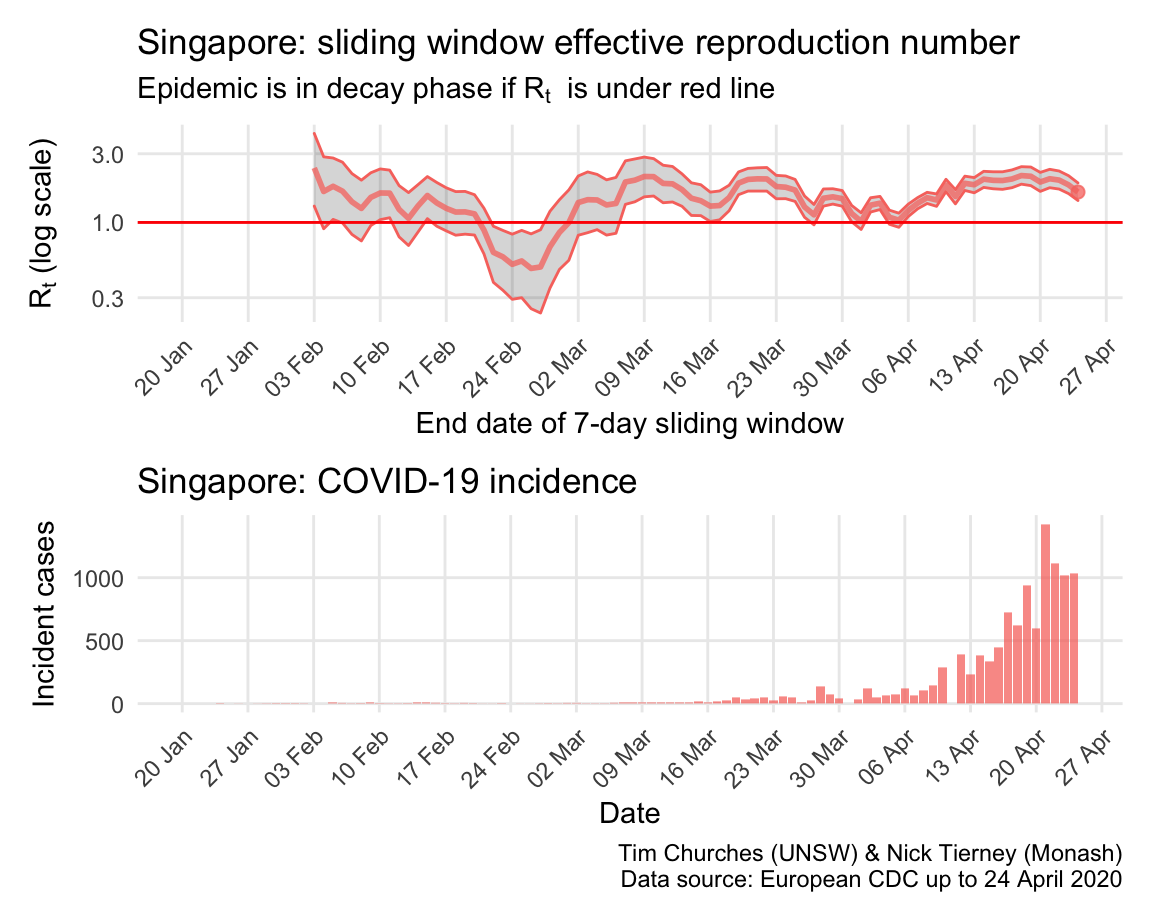 Singapore: sliding window effective reproduction number
Epidemic is in decay phase if Rt is under red line
Rt (log scale)
3.0
1.0
0.3
20 Jan
27 Jan
03 Feb
10 Feb
17 Feb
24 Feb
02 Mar
09 Mar
16 Mar
23 Mar
30 Mar
06 Apr
13 Apr
20 Apr
27 Apr
End date of 7-day sliding window
Singapore: COVID-19 incidence
Incident cases
1000
500
0
20 Jan
27 Jan
03 Feb
10 Feb
17 Feb
24 Feb
02 Mar
09 Mar
16 Mar
23 Mar
30 Mar
06 Apr
13 Apr
20 Apr
27 Apr
Date
Tim Churches (UNSW) & Nick Tierney (Monash)
Data source: European CDC up to 24 April 2020